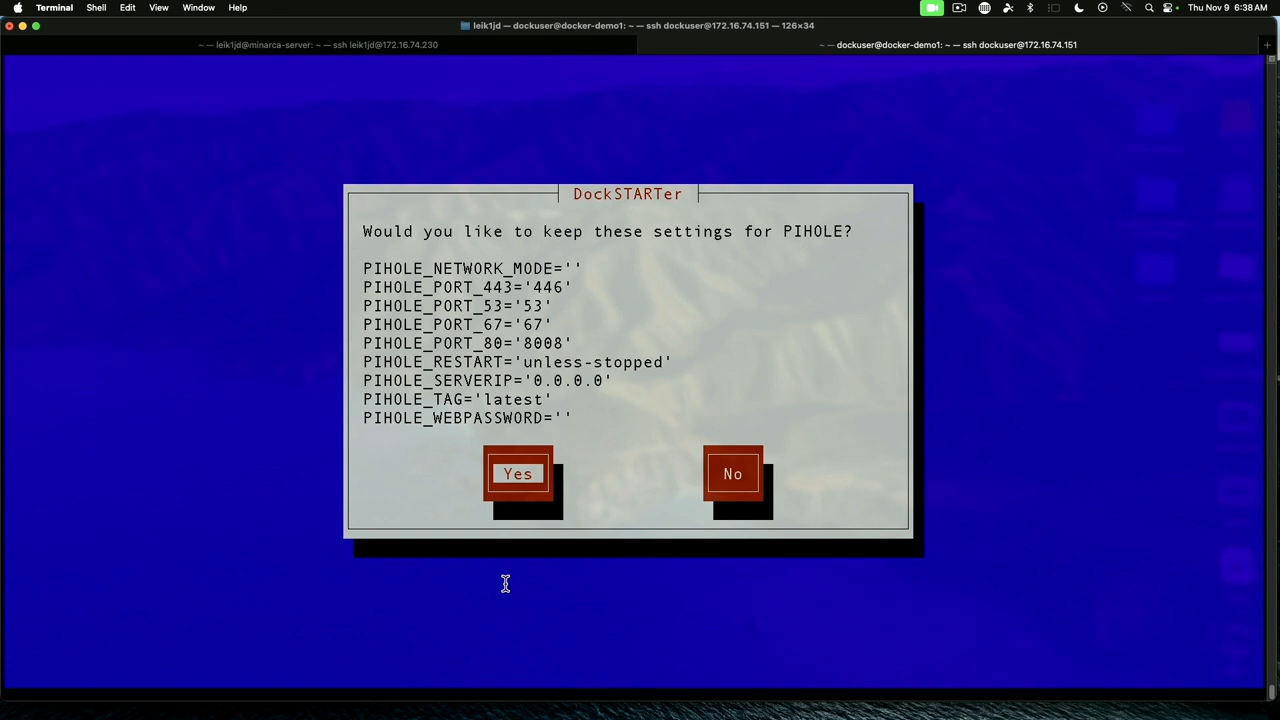 Terminal Shell Edit View Window Help Thu Nov 9 6:38 AM
leik1jd — dockuser@docker-demo1: ~ — ssh dockuser@172.16.74.151 — 126×34
~ — leik1jd@minarca-server: ~ — ssh leik1jd@172.16.74.230
~ — dockuser@docker-demo1: ~ — ssh dockuser@172.16.74.151
DockSTARTer
Would you like to keep these settings for PIHOLE?
PIHOLE_NETWORK_MODE=''
PIHOLE_PORT_443='446'
PIHOLE_PORT_53='53'
PIHOLE_PORT_67='67'
PIHOLE_PORT_80='8008'
PIHOLE_RESTART='unless-stopped'
PIHOLE_SERVERIP='0.0.0.0'
PIHOLE_TAG='latest'
PIHOLE_WEBPASSWORD=''
Yes No